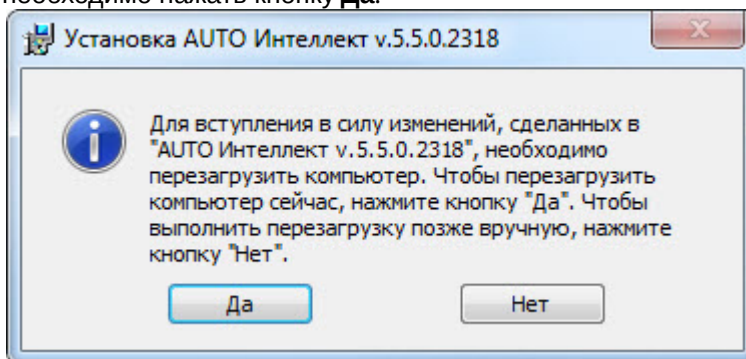 необходимо нажать кнопку Да.
Установка AUTO Интеллект v.5.5.0.2318
Для вступления в силу изменений, сделанных в
"AUTO Интеллект v.5.5.0.2318", необходимо
перезагрузить компьютер. Чтобы перезагрузить
компьютер сейчас, нажмите кнопку "Да". Чтобы
выполнить перезагрузку позже вручную, нажмите
кнопку "Нет".
Да
Нет